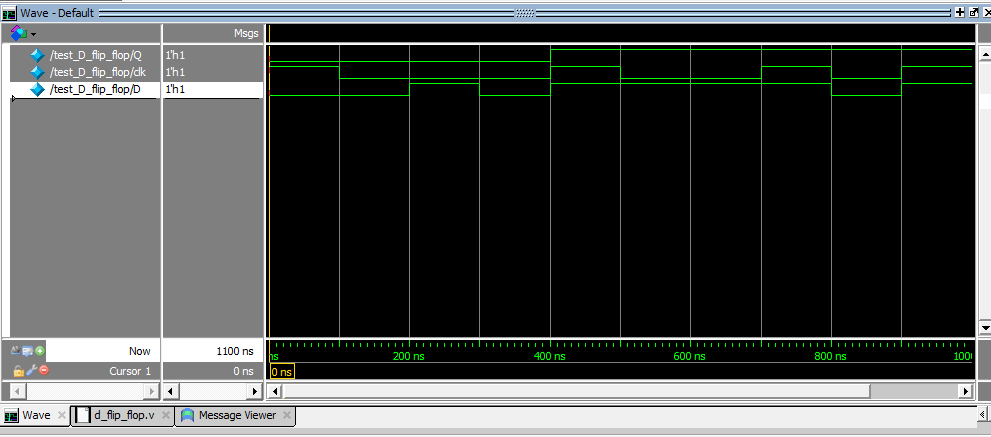 Wave - Default
Msgs
/test_D_flip_flop/Q 1'h1
/test_D_flip_flop/clk 1'h1
/test_D_flip_flop/D 1'h1
Now 1100 ns
ns 200 ns 400 ns 600 ns 800 ns 1000
Cursor 1 0 ns
0 ns
Wave d_flip_flop.v Message Viewer